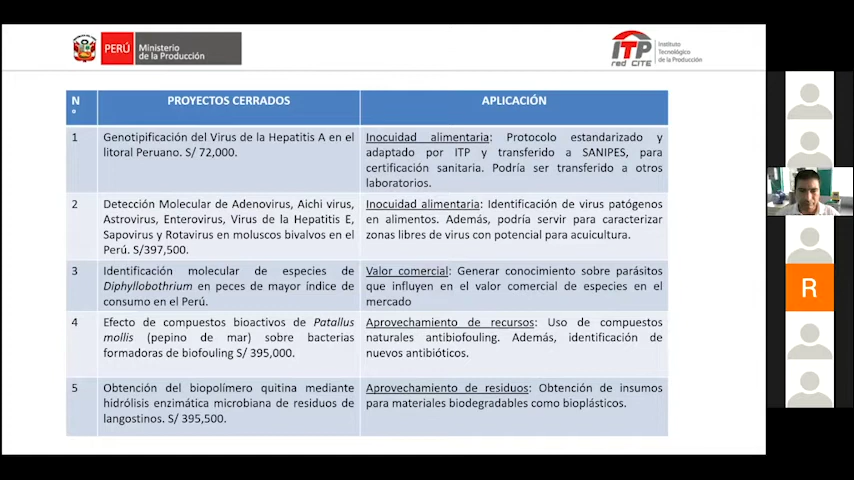 PERÚ
Ministerio
de la Producción
ITP
red CITE
Instituto
Tecnológico
de la Producción
N°
PROYECTOS CERRADOS
APLICACIÓN
1
Genotipificación del Virus de la Hepatitis A en el
litoral Peruano. S/ 72,000.
Inocuidad alimentaria: Protocolo estandarizado y
adaptado por ITP y transferido a SANIPES, para
certificación sanitaria. Podría ser transferido a otros
laboratorios.
2
Detección Molecular de Adenovirus, Aichi virus,
Astrovirus, Enterovirus, Virus de la Hepatitis E,
Sapovirus y Rotavirus en moluscos bivalvos en el
Perú. S/397,500.
Inocuidad alimentaria: Identificación de virus patógenos
en alimentos. Además, podría servir para caracterizar
zonas libres de virus con potencial para acuicultura.
3
Identificación molecular de especies de
Diphyllobothrium en peces de mayor índice de
consumo en el Perú.
Valor comercial: Generar conocimiento sobre parásitos
que influyen en el valor comercial de especies en el
mercado
4
Efecto de compuestos bioactivos de Patallus
mollis (pepino de mar) sobre bacterias
formadoras de biofouling S/ 395,000.
Aprovechamiento de recursos: Uso de compuestos
naturales antibiofouling. Además, identificación de
nuevos antibióticos.
5
Obtención del biopolímero quitina mediante
hidrólisis enzimática microbiana de residuos de
langostinos. S/ 395,500.
Aprovechamiento de residuos: Obtención de insumos
para materiales biodegradables como bioplásticos.
R